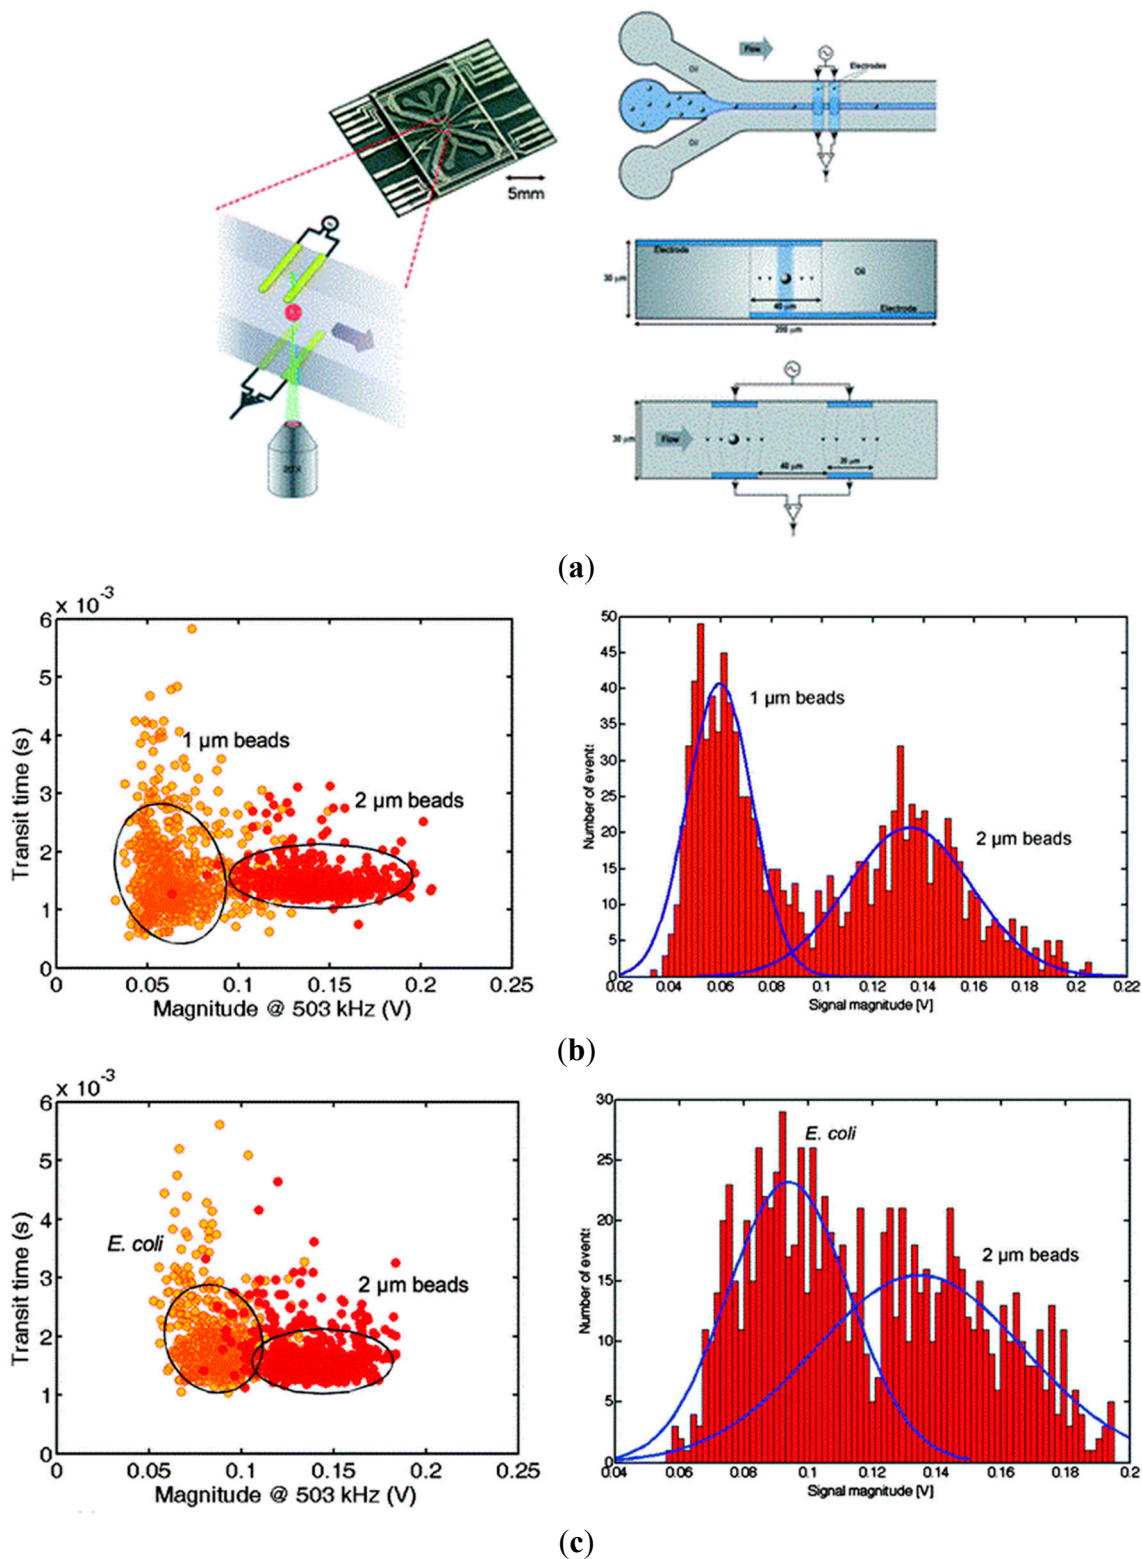 5mm
20X
Flow
Oil
Electrodes
Oil
Electrode
30 µm
Oil
40 µm
Electrode
200 µm
30 µm
Flow
40 µm
20 µm
(a)
x 10⁻³
6
5
4
3
2
1
0
Transit time (s)
1 µm beads
2 µm beads
0 0.05 0.1 0.15 0.2 0.25
Magnitude @ 503 kHz (V)
50
45
40
35
30
25
20
15
10
5
0
Number of events
1 µm beads
2 µm beads
0.02 0.04 0.06 0.08 0.1 0.12 0.14 0.16 0.18 0.2 0.22
Signal magnitude [V]
(b)
x 10⁻³
6
5
4
3
2
1
0
Transit time (s)
E. coli
2 µm beads
0 0.05 0.1 0.15 0.2 0.25
Magnitude @ 503 kHz (V)
30
25
20
15
10
5
0
Number of events
E. coli
2 µm beads
0.04 0.06 0.08 0.1 0.12 0.14 0.16 0.18 0.2
Signal magnitude [V]
(c)